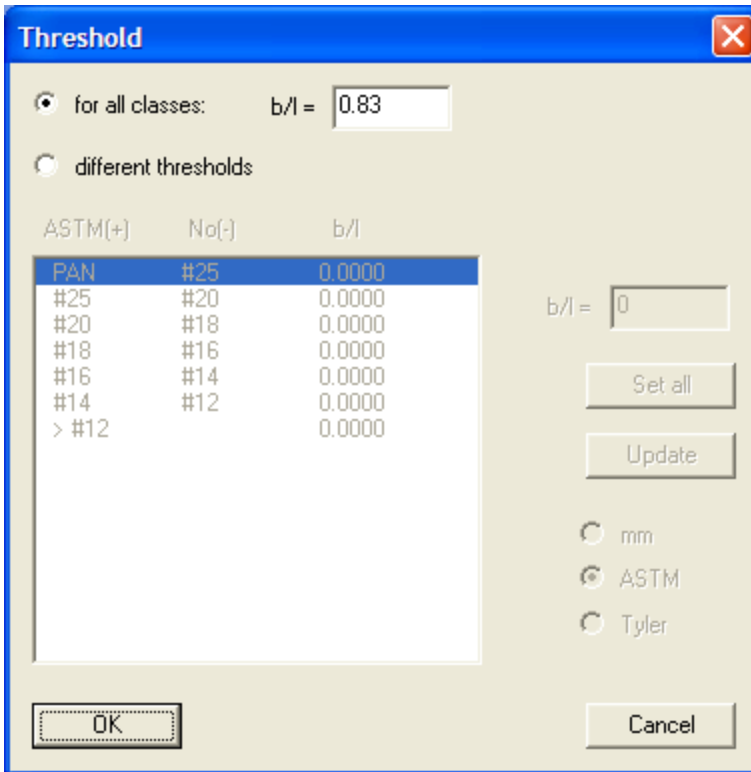 Threshold
for all classes: b/l = 0.83
different thresholds
ASTM(+) No(-) b/l
PAN #25 0.0000
#25 #20 0.0000
#20 #18 0.0000
#18 #16 0.0000
#16 #14 0.0000
#14 #12 0.0000
> #12 0.0000
b/l = 0
Set all
Update
mm
ASTM
Tyler
OK
Cancel